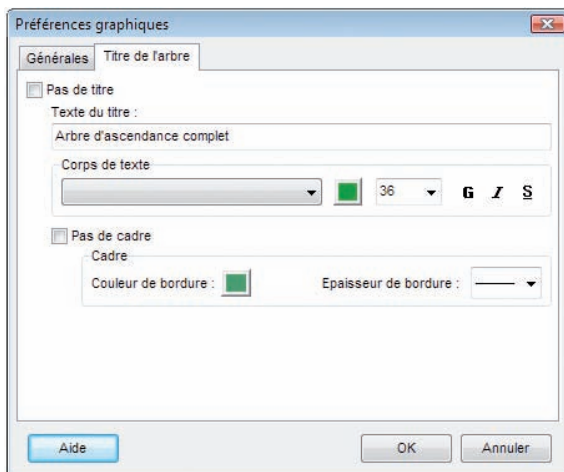 Préférences graphiques
Générales Titre de l'arbre
Pas de titre
Texte du titre :
Arbre d'ascendance complet
Corps de texte
36 G I S
Pas de cadre
Cadre
Couleur de bordure : Epaisseur de bordure :
Aide OK Annuler